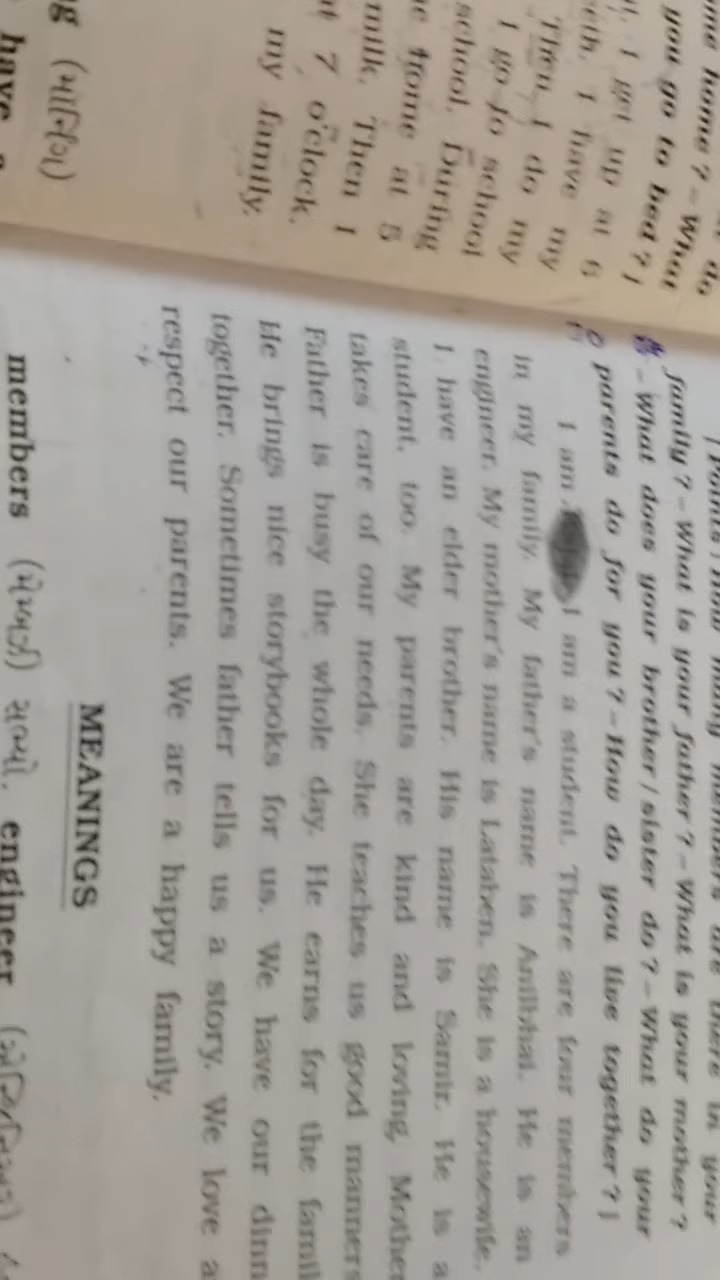 me home ? – What
you go to bed ? ]
I get up at 6
I have my
Then I do my
I go to school
school. During
home at 5
milk. Then I
at 7 o'clock.
my family.
(મોર્નિંગ)
have
family ? – What is your father ? – What is your mother ?
– What does your brother / sister do ? – What do your
parents do for you ? – How do you live together ? ]
I am I am a student. There are four members
in my family. My father's name is Anilbhai. He is an
engineer. My mother's name is Lataben. She is a housewife.
I have an elder brother. His name is Samir. He is a
student, too. My parents are kind and loving. Mother
takes care of our needs. She teaches us good manners
Father is busy the whole day. He earns for the famil
He brings nice storybooks for us. We have our dinn
together. Sometimes father tells us a story. We love a
respect our parents. We are a happy family.
MEANINGS
members (મેમ્બર્ઝ) સભ્યો. engineer